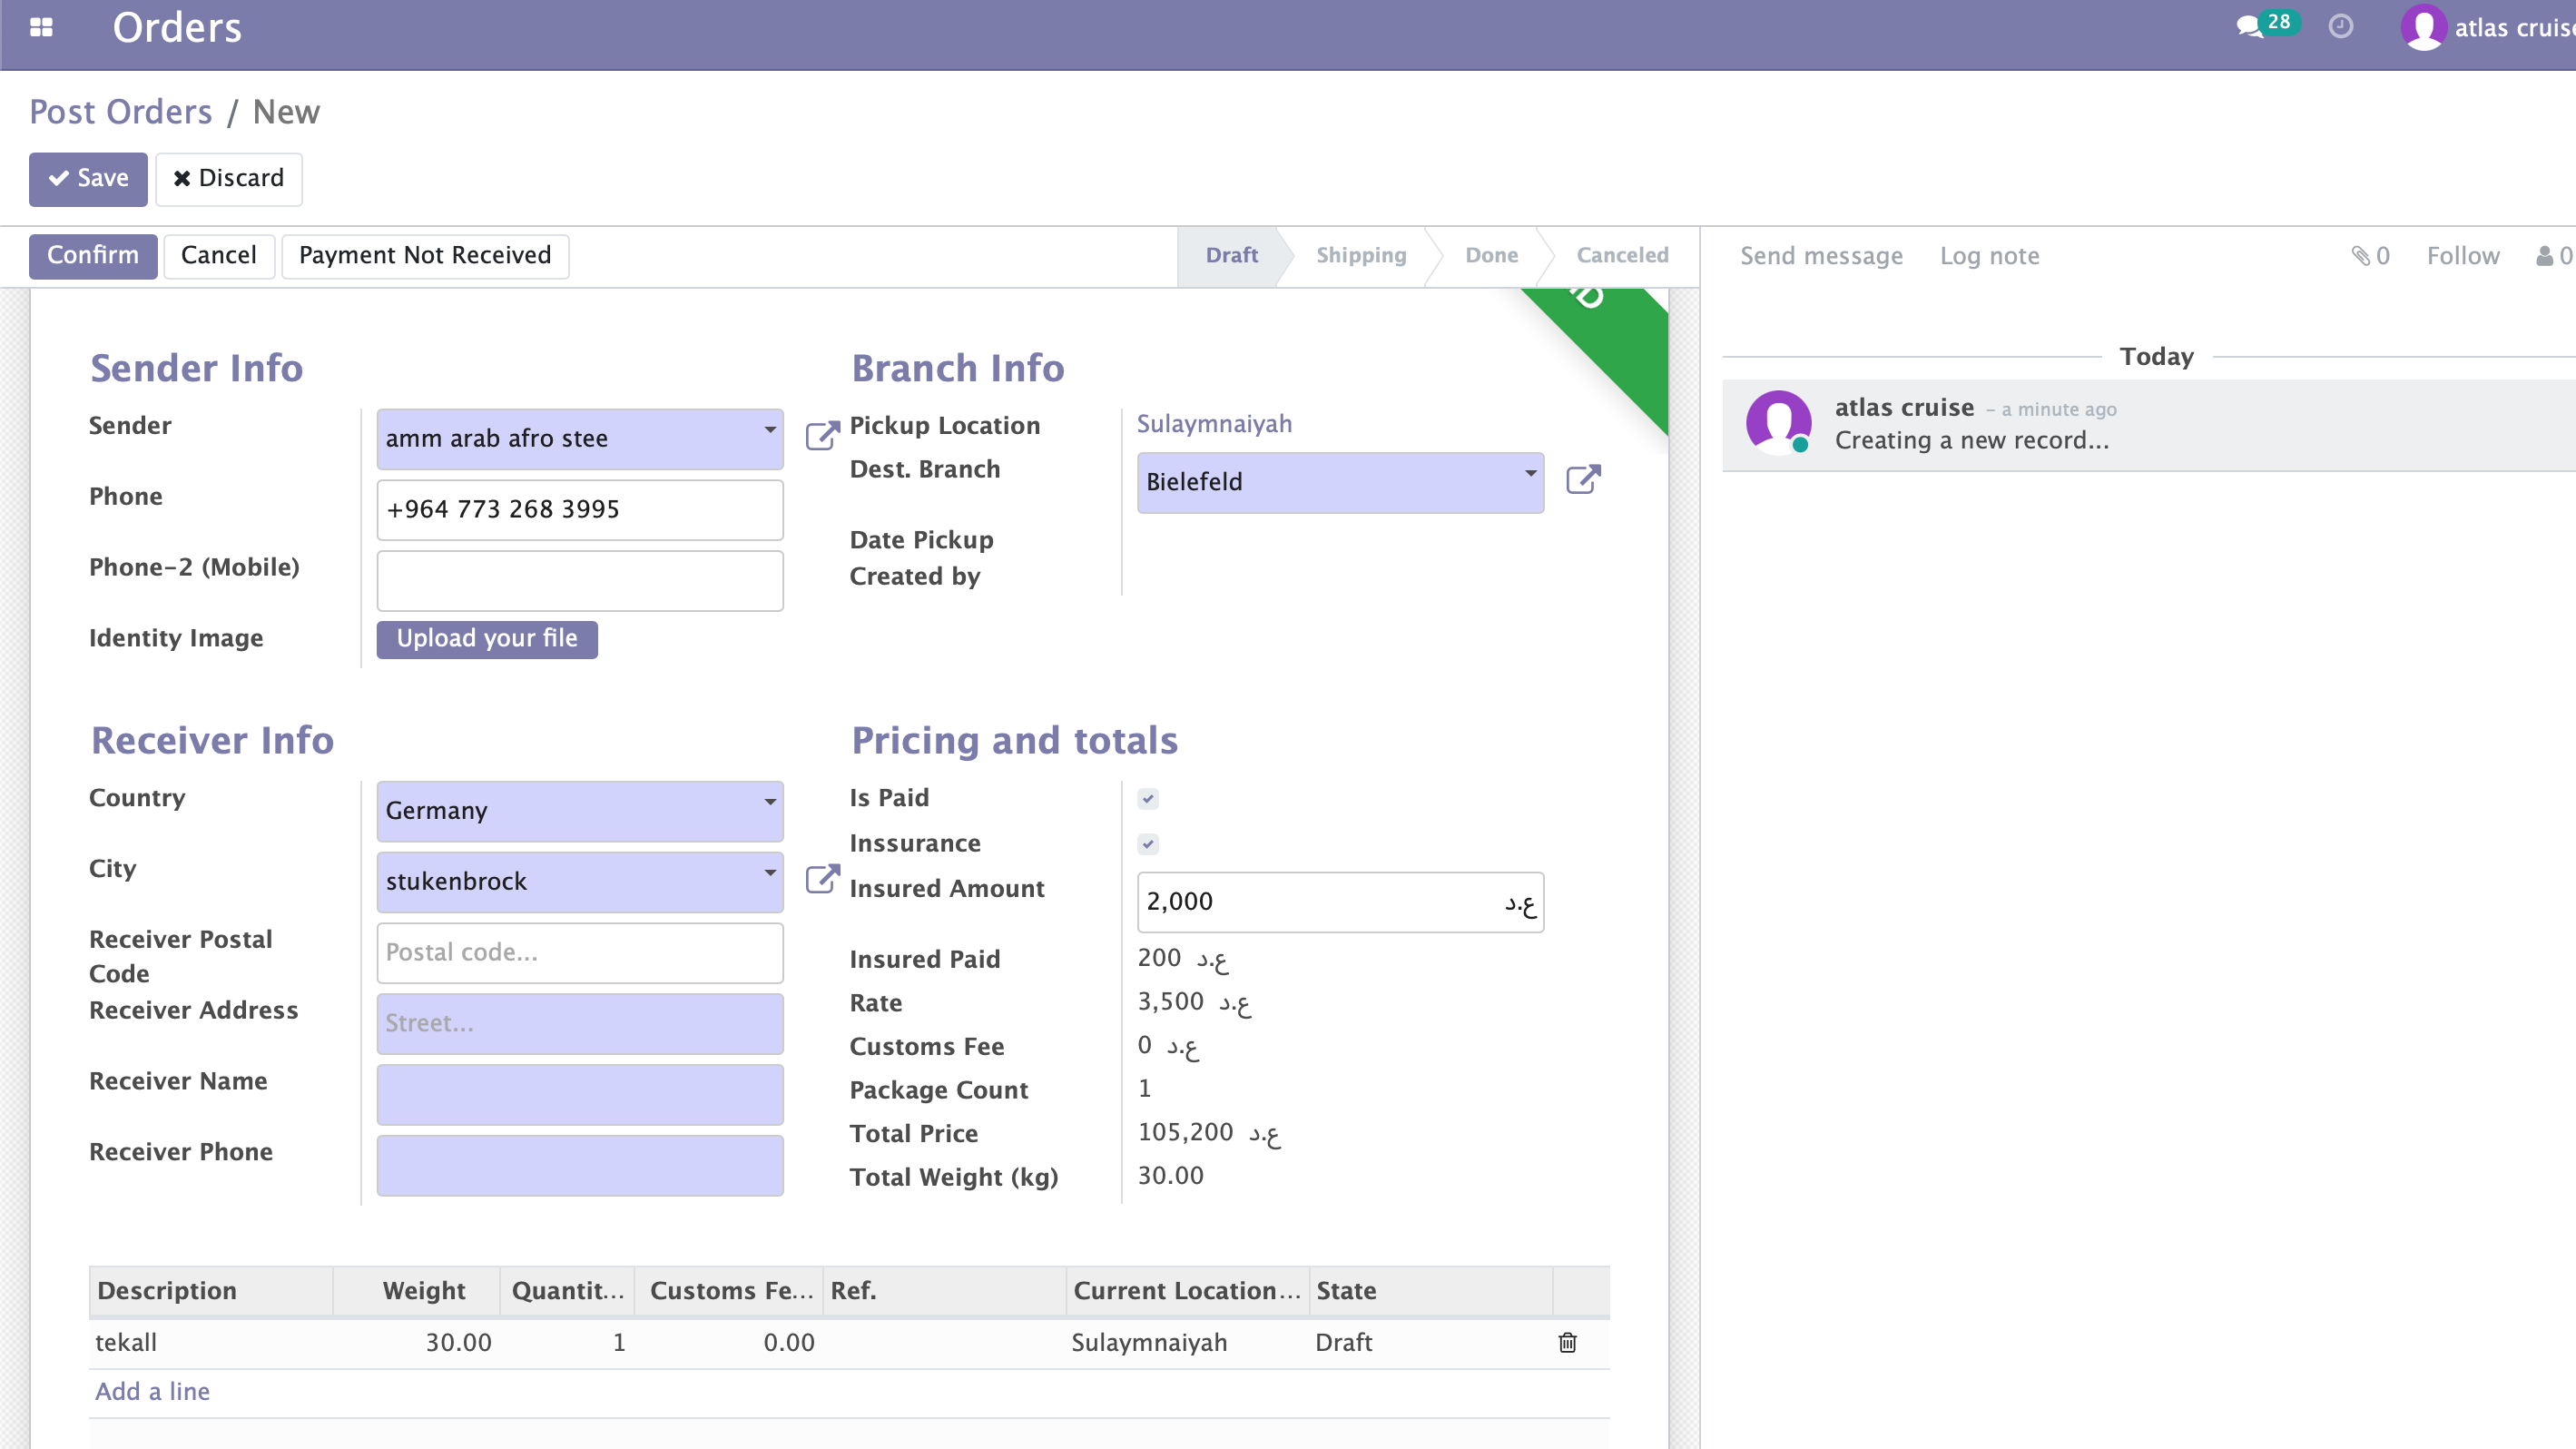 Orders
28
atlas cruise
Post Orders / New
Save
Discard
Confirm
Cancel
Payment Not Received
Draft
Shipping
Done
Canceled
Send message
Log note
0
Follow
0
Sender Info
Sender
amm arab afro stee
Phone
+964 773 268 3995
Phone-2 (Mobile)
Identity Image
Upload your file
Branch Info
Pickup Location
Sulaymnaiyah
Dest. Branch
Bielefeld
Date Pickup
Created by
Today
atlas cruise – a minute ago
Creating a new record...
Receiver Info
Country
Germany
City
stukenbrock
Receiver Postal
Code
Postal code...
Receiver Address
Street...
Receiver Name
Receiver Phone
Pricing and totals
Is Paid
Inssurance
Insured Amount
2,000 ع.د
Insured Paid
200 ع.د
Rate
3,500 ع.د
Customs Fee
0 ع.د
Package Count
1
Total Price
105,200 ع.د
Total Weight (kg)
30.00
Description Weight Quantit... Customs Fe... Ref. Current Location... State
tekall 30.00 1 0.00 Sulaymnaiyah Draft
Add a line